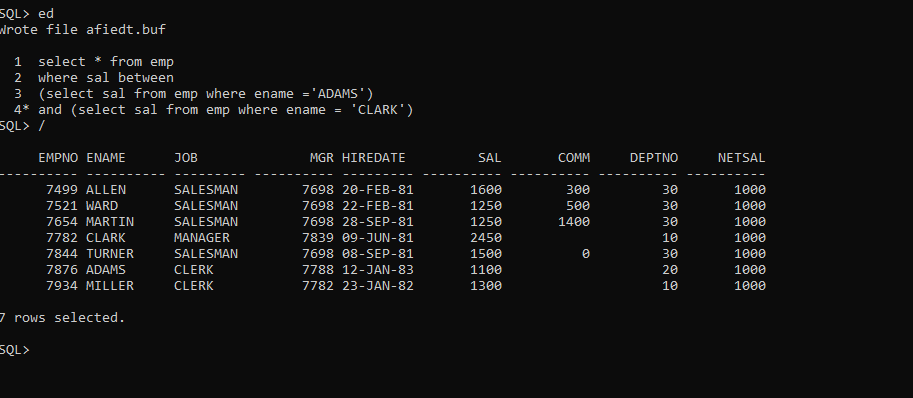 SQL> ed
Wrote file afiedt.buf
1 select * from emp
2 where sal between
3 (select sal from emp where ename ='ADAMS')
4* and (select sal from emp where ename = 'CLARK')
SQL> /
EMPNO ENAME JOB MGR HIREDATE SAL COMM DEPTNO NETSAL
---------- ---------- --------- ---------- --------- ---------- ---------- ---------- ----------
7499 ALLEN SALESMAN 7698 20-FEB-81 1600 300 30 1000
7521 WARD SALESMAN 7698 22-FEB-81 1250 500 30 1000
7654 MARTIN SALESMAN 7698 28-SEP-81 1250 1400 30 1000
7782 CLARK MANAGER 7839 09-JUN-81 2450 10 1000
7844 TURNER SALESMAN 7698 08-SEP-81 1500 0 30 1000
7876 ADAMS CLERK 7788 12-JAN-83 1100 20 1000
7934 MILLER CLERK 7782 23-JAN-82 1300 10 1000
7 rows selected.
SQL>